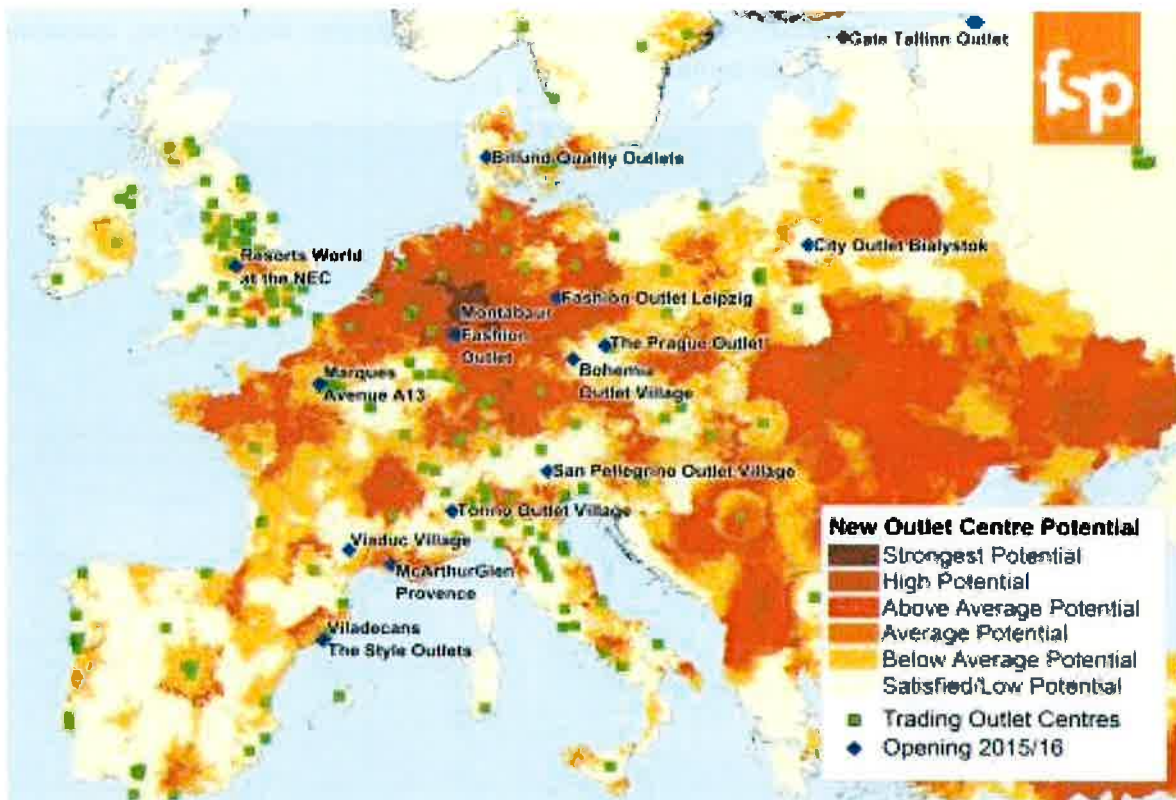 Gate Tallinn Outlet
fsp
Billund Quality Outlets
City Outlet Bialystok
Resorts World
at the NEC
Fashion Outlet Leipzig
Montabaur
Fashion
Outlet
The Prague Outlet
Bohemia
Outlet Village
Marques
Avenue A13
San Pellegrino Outlet Village
Torino Outlet Village
Viaduc Village
McArthurGlen
Provence
Viladecans
The Style Outlets
New Outlet Centre Potential
Strongest Potential
High Potential
Above Average Potential
Average Potential
Below Average Potential
Satisfied/Low Potential
Trading Outlet Centres
Opening 2015/16